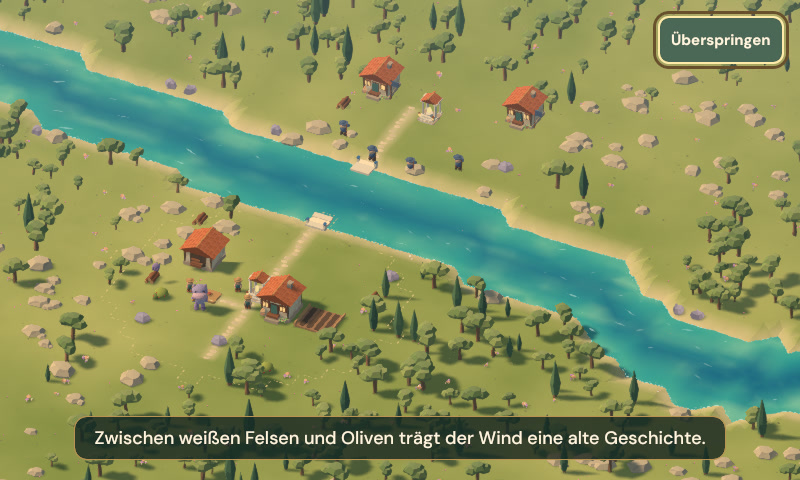 Überspringen
Zwischen weißen Felsen und Oliven trägt der Wind eine alte Geschichte.